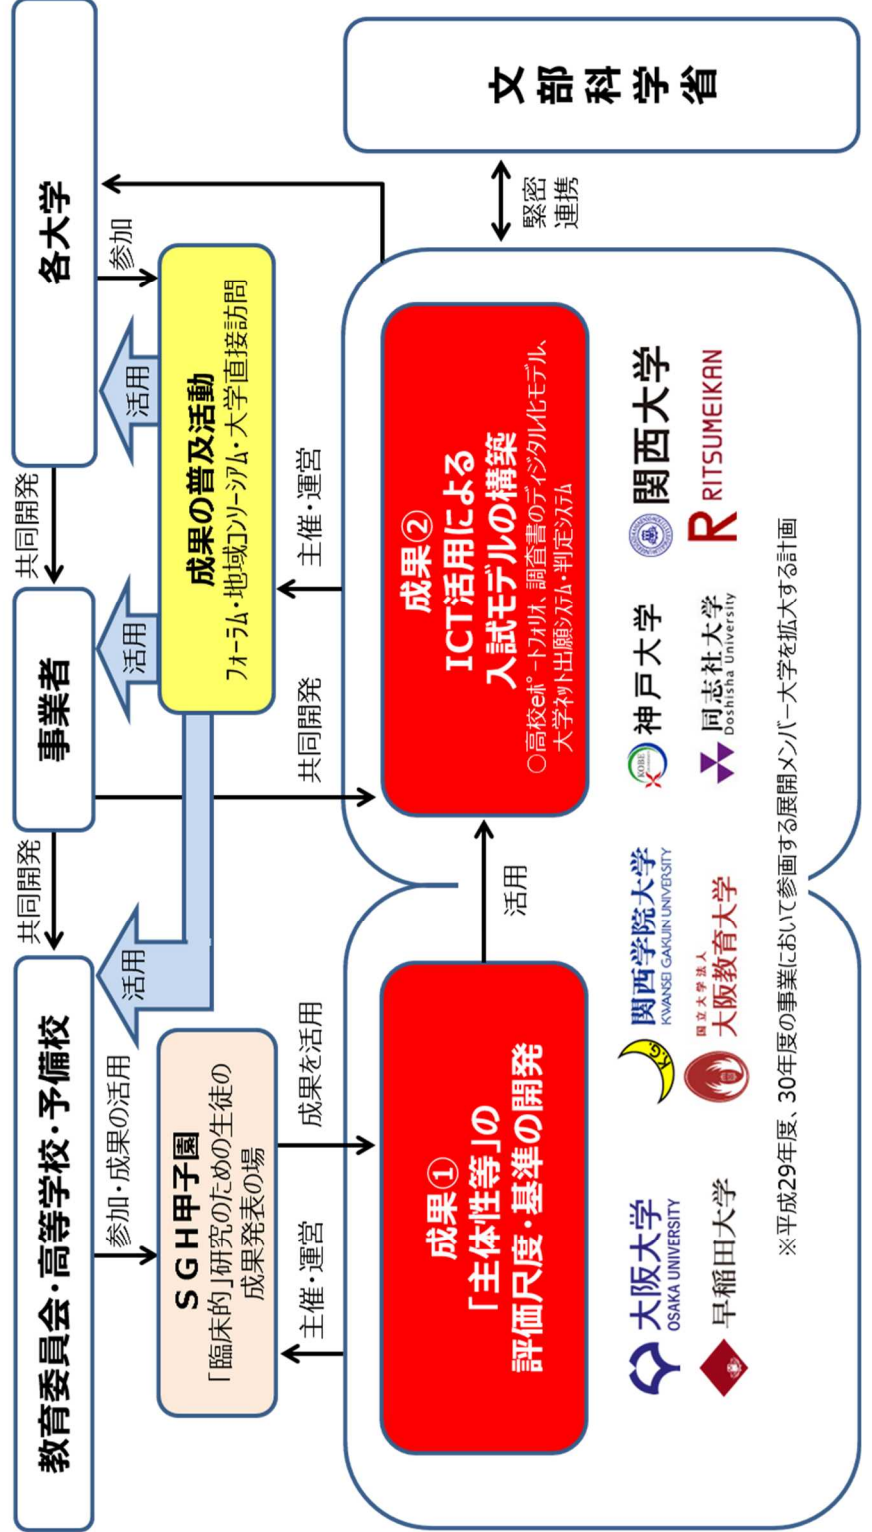 教育委員会・高等学校・予備校
共同開発
事業者
共同開発
各大学
参加・成果の活用
活用
活用
活用
参加
ＳＧＨ甲子園
「臨床的」研究のための生徒の
成果発表の場
成果の普及活動
フォーラム・地域コンソーシアム・大学直接訪問
主催・運営
成果を活用
共同開発
主催・運営
成果①
「主体性等」の
評価尺度・基準の開発
活用
成果②
ICT活用による
入試モデルの構築
○高校eポートフォリオ、調査書のディジタル化モデル、
大学ネット出願システム・判定システム
緊密
連携
文部科学省
大阪大学
OSAKA UNIVERSITY
関西学院大学
KWANSEI GAKUIN UNIVERSITY
K.G.
KOBE
神戸大学
関西大学
早稲田大学
国立大学法人
大阪教育大学
同志社大学
Doshisha University
R RITSUMEIKAN
※平成29年度、30年度の事業において参画する展開メンバー大学を拡大する計画